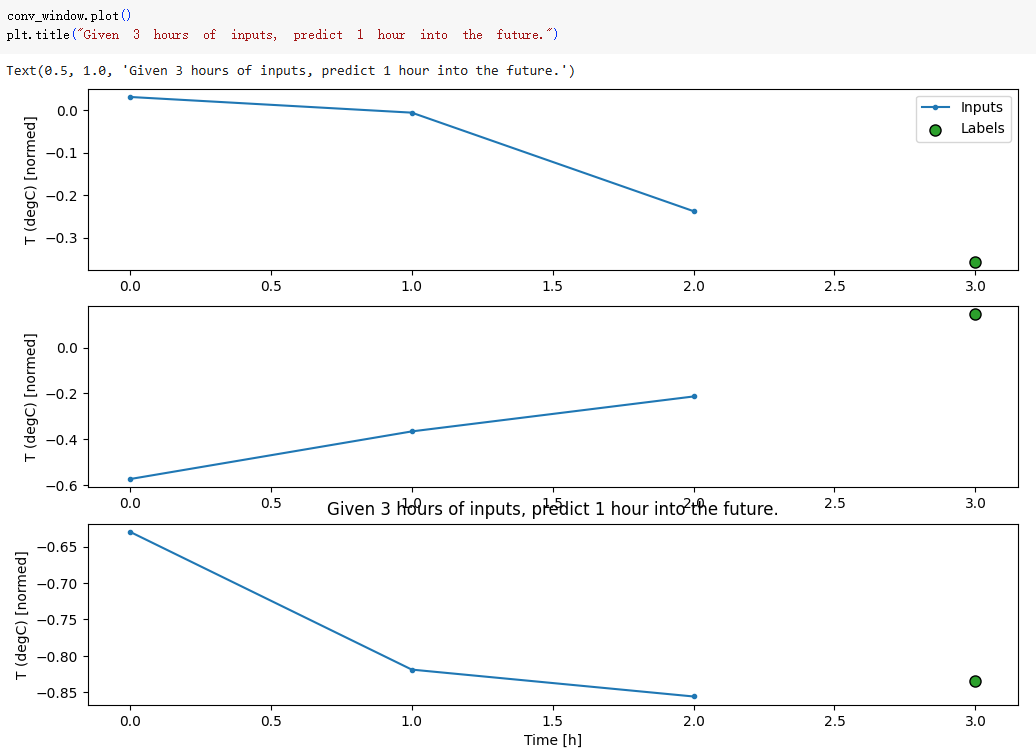 conv_window.plot()
plt.title("Given 3 hours of inputs, predict 1 hour into the future.")
Text(0.5, 1.0, 'Given 3 hours of inputs, predict 1 hour into the future.')
T (degC) [normed]
0.0
−0.1
−0.2
−0.3
Inputs
Labels
0.0 0.5 1.0 1.5 2.0 2.5 3.0
T (degC) [normed]
0.0
−0.2
−0.4
−0.6
0.0 0.5 1.0 1.5 2.0 2.5 3.0
Given 3 hours of inputs, predict 1 hour into the future.
T (degC) [normed]
−0.65
−0.70
−0.75
−0.80
−0.85
0.0 0.5 1.0 1.5 2.0 2.5 3.0
Time [h]